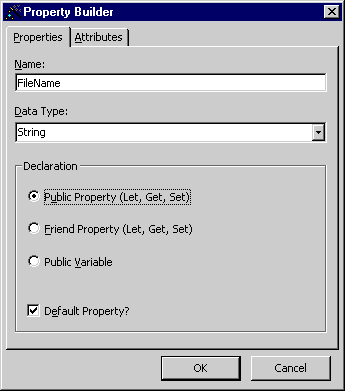 Property Builder
Properties Attributes
Name:
FileName
Data Type:
String
Declaration
Public Property (Let, Get, Set)
Friend Property (Let, Get, Set)
Public Variable
Default Property?
OK Cancel